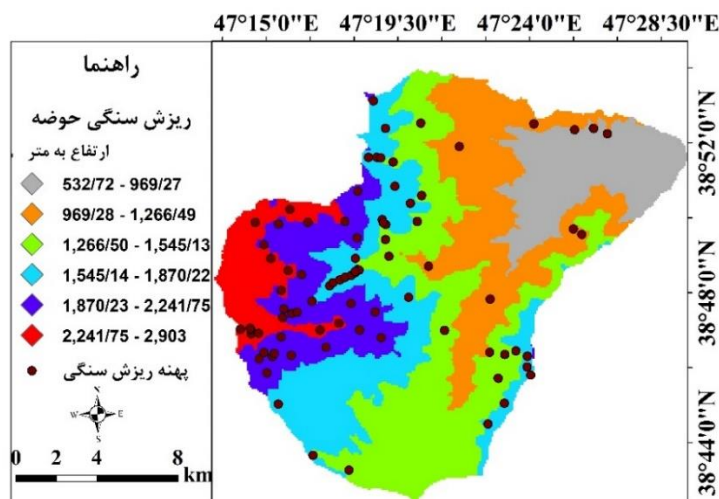 47°15'0"E 47°19'30"E 47°24'0"E 47°28'30"E
راهنما
ریزش سنگی حوضه
ارتفاع به متر
532/72 - 969/27
969/28 - 1,266/49
1,266/50 - 1,545/13
1,545/14 - 1,870/22
1,870/23 - 2,241/75
2,241/75 - 2,903
پهنه ریزش سنگی
N
W E
S
0 2 4 8
km
38°52'0"N
38°48'0"N
38°44'0"N